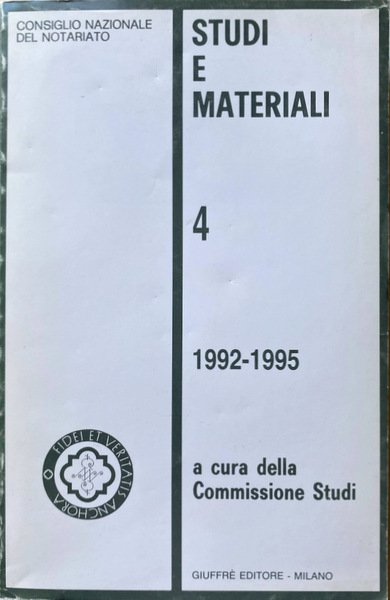 CONSIGLIO NAZIONALE
DEL NOTARIATO
STUDI
E
MATERIALI
4
1992-1995
a cura della
Commissione Studi
FIDEI ET VERITATIS ANCHORA
GIUFFRÈ EDITORE - MILANO